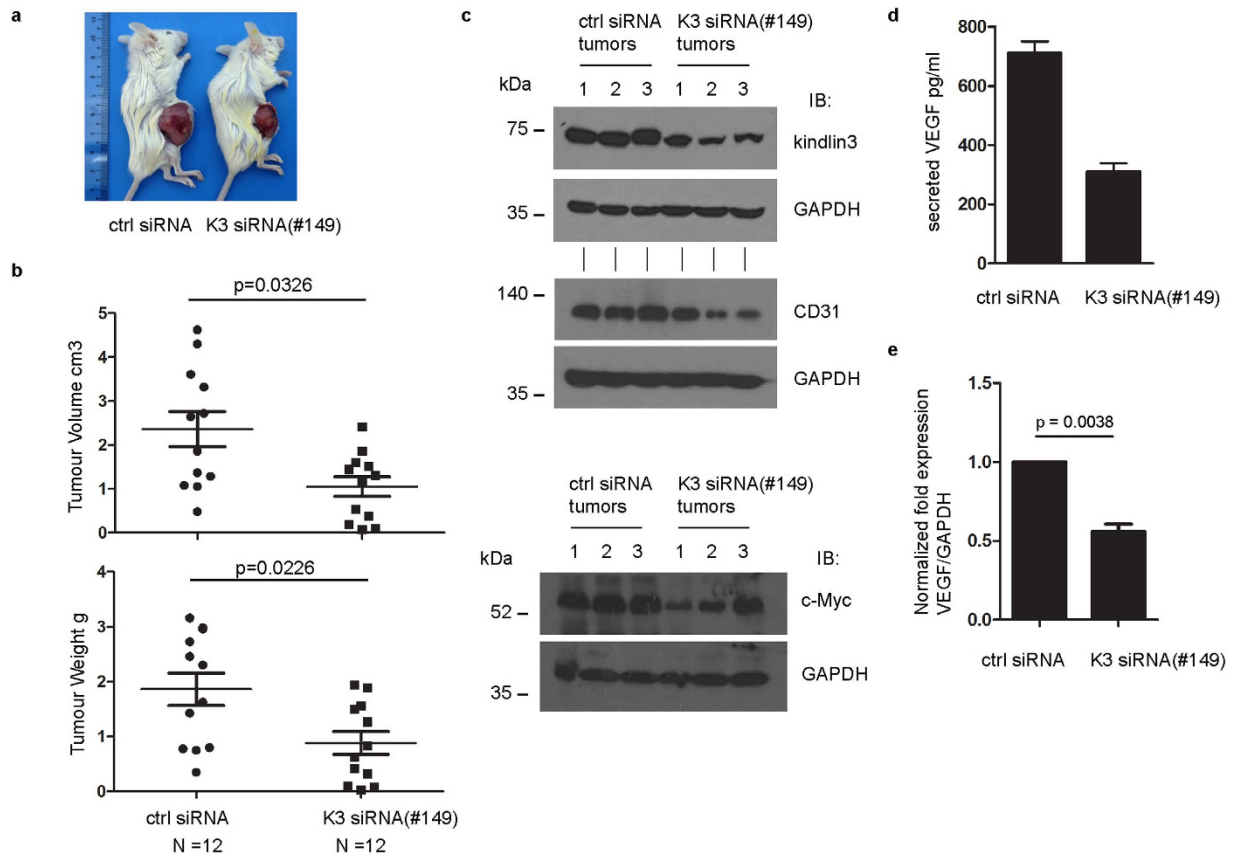 a
ctrl siRNA K3 siRNA(#149)
b
p=0.0326
Tumour Volume cm3
5
4
3
2
1
0
p=0.0226
Tumour Weight g
4
3
2
1
0
ctrl siRNA K3 siRNA(#149)
N =12 N =12
c
ctrl siRNA K3 siRNA(#149)
tumors tumors
kDa 1 2 3 1 2 3 IB:
75 kindlin3
35 GAPDH
140 CD31
35 GAPDH
ctrl siRNA K3 siRNA(#149)
tumors tumors
kDa 1 2 3 1 2 3 IB:
52 c-Myc
35 GAPDH
d
secreted VEGF pg/ml
800
600
400
200
0
ctrl siRNA K3 siRNA(#149)
e
Normalized fold expression
VEGF/GAPDH
1.5
1.0
0.5
0.0
p = 0.0038
ctrl siRNA K3 siRNA(#149)